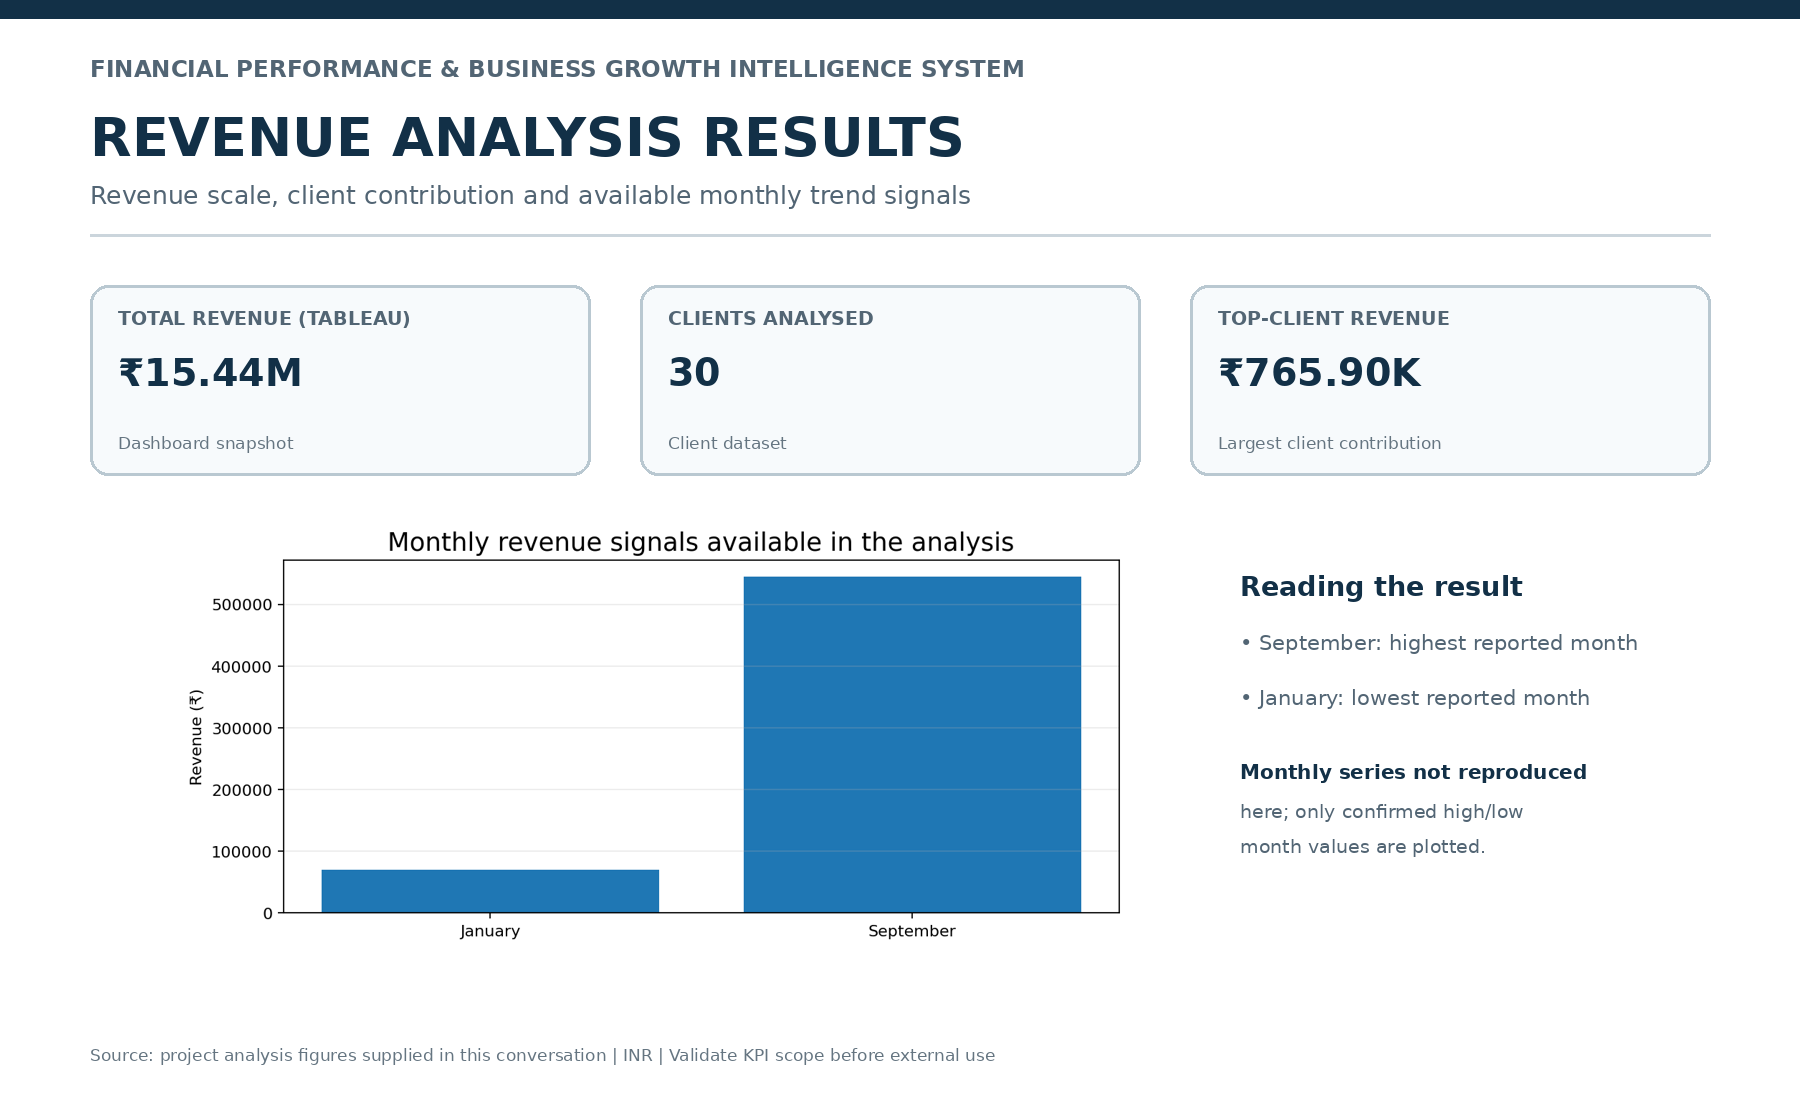 FINANCIAL PERFORMANCE & BUSINESS GROWTH INTELLIGENCE SYSTEM
REVENUE ANALYSIS RESULTS
Revenue scale, client contribution and available monthly trend signals
TOTAL REVENUE (TABLEAU)
₹15.44M
Dashboard snapshot
CLIENTS ANALYSED
30
Client dataset
TOP-CLIENT REVENUE
₹765.90K
Largest client contribution
Monthly revenue signals available in the analysis
Revenue (₹)
500000
400000
300000
200000
100000
0
January
September
Reading the result
• September: highest reported month
• January: lowest reported month
Monthly series not reproduced
here; only confirmed high/low
month values are plotted.
Source: project analysis figures supplied in this conversation | INR | Validate KPI scope before external use